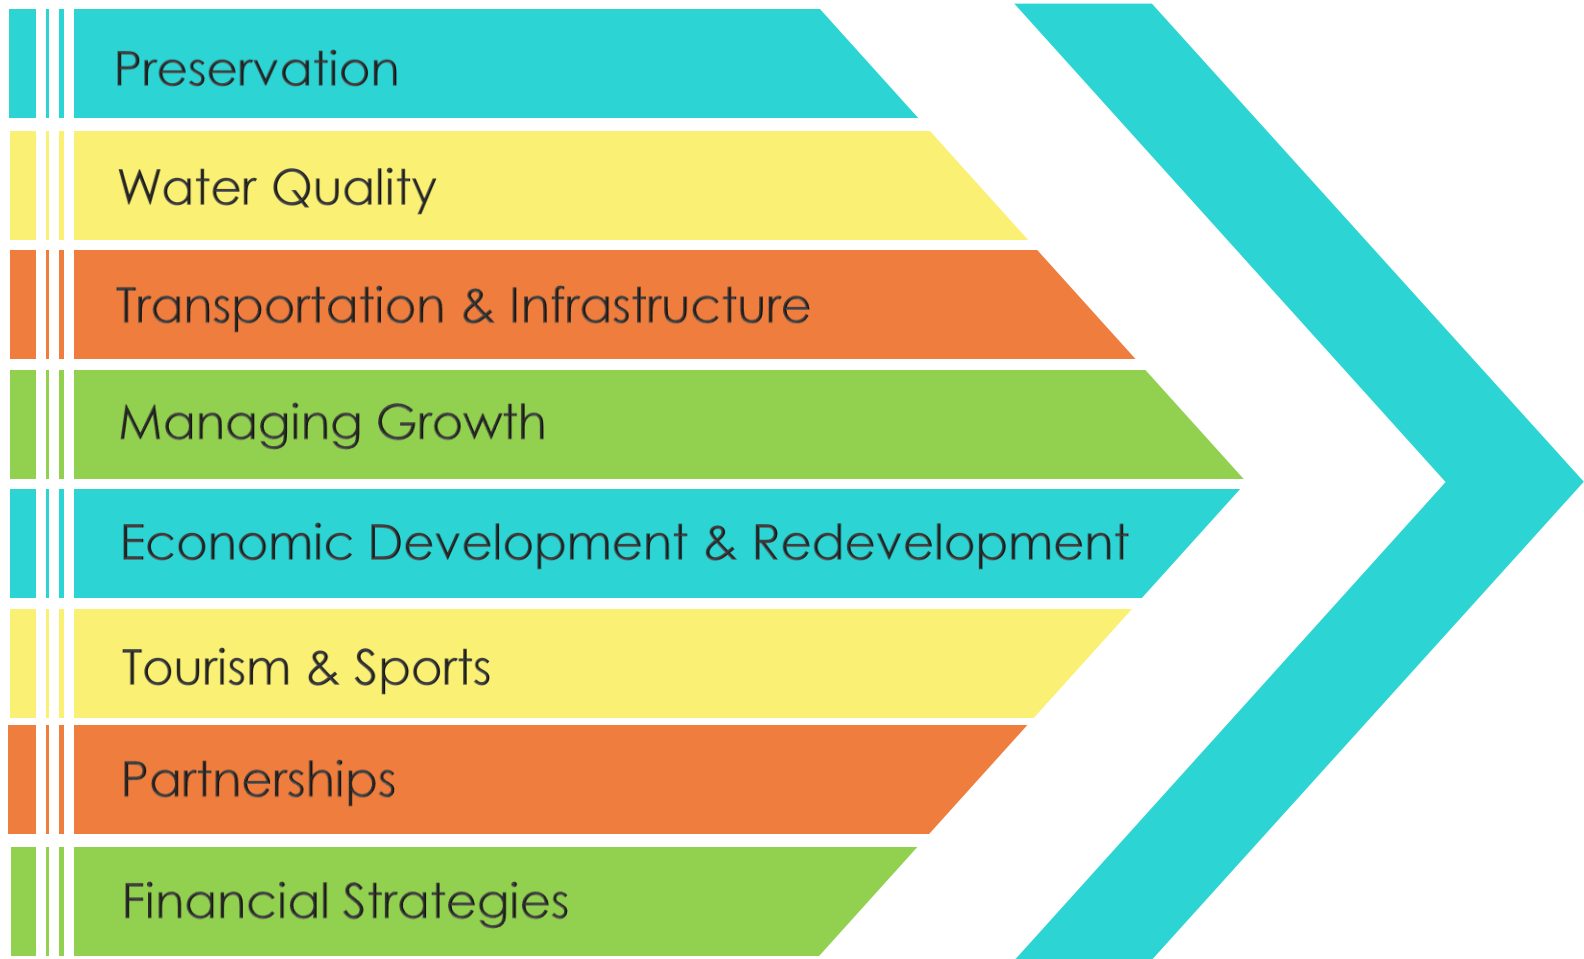 Preservation
Water Quality
Transportation & Infrastructure
Managing Growth
Economic Development & Redevelopment
Tourism & Sports
Partnerships
Financial Strategies